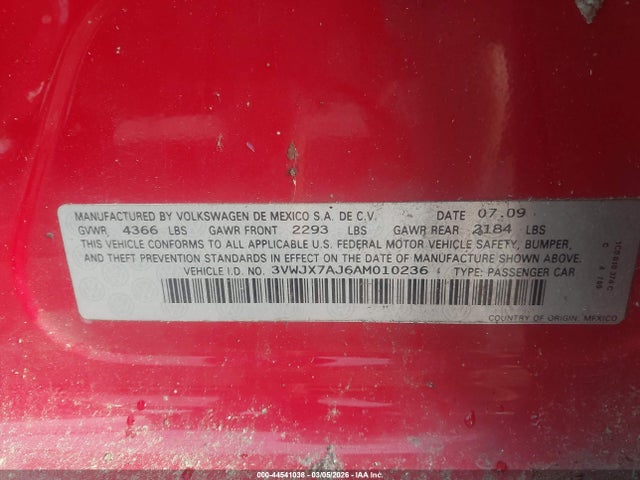 MANUFACTURED BY VOLKSWAGEN DE MEXICO S.A. DE C.V. DATE 07.09
GVWR 4366 LBS GAWR FRONT 2293 LBS GAWR REAR 2184 LBS
THIS VEHICLE CONFORMS TO ALL APPLICABLE U.S. FEDERAL MOTOR VEHICLE SAFETY, BUMPER,
AND THEFT PREVENTION STANDARDS IN EFFECT ON THE DATE OF MANUFACTURE SHOWN ABOVE.
VEHICLE I.D. NO. 3VWJX7AJ6AM010236 TYPE: PASSENGER CAR
COUNTRY OF ORIGIN: MEXICO
000-44541038 - 03/05/2026 - COPYRIGHT IAA, LLC.